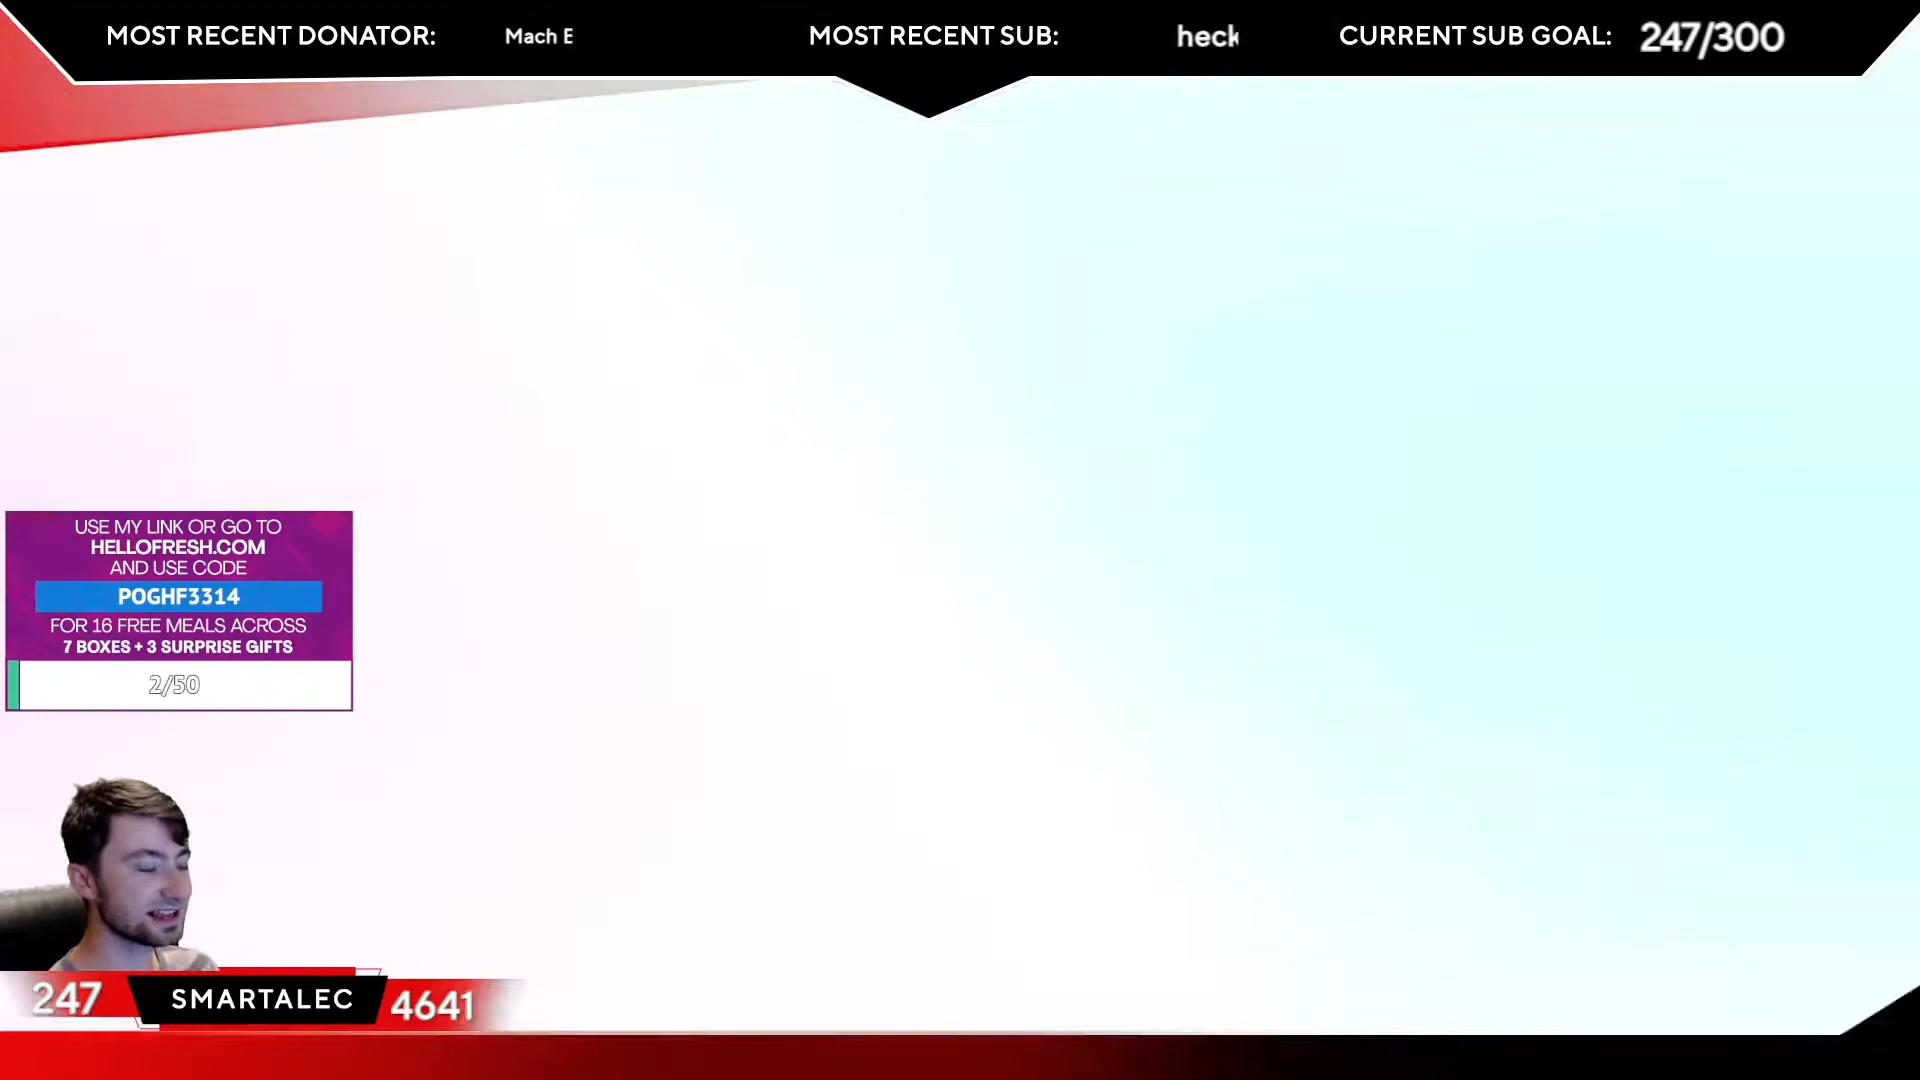 MOST RECENT DONATOR: Mach E MOST RECENT SUB: heck CURRENT SUB GOAL: 247/300
USE MY LINK OR GO TO
HELLOFRESH.COM
AND USE CODE
POGHF3314
FOR 16 FREE MEALS ACROSS
7 BOXES + 3 SURPRISE GIFTS
2/50
247 SMARTALEC 4641